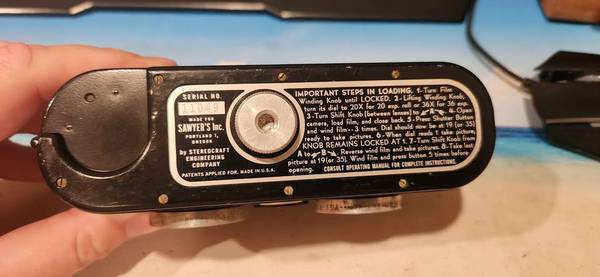 SERIAL NO.
11049
MADE FOR
SAWYER'S Inc.
PORTLAND 7,
OREGON
by STEREOCRAFT
ENGINEERING
COMPANY
PATENTS APPLIED FOR. MADE IN U.S.A.
IMPORTANT STEPS IN LOADING. 1-Turn Film
Winding Knob until LOCKED. 2-Lifting Winding Knob,
turn its dial to 20X for 20 exp. roll or 36X for 36 exp.
3-Turn Shift Knob (between lenses) to A. 4-Open
camera, load film, and close back. 5-Press Shutter Button
and wind film--3 times. Dial should now be at 19 (or 35)
ready to take pictures. 6-When dial reads 1 take picture,
KNOB REMAINS LOCKED AT 1. 7-Turn Shift Knob from
A to B. Reverse wind film and take pictures. 8-Take last
picture at 19 (or 35). Wind film and press button 5 times before
opening. CONSULT OPERATING MANUAL FOR COMPLETE INSTRUCTIONS.